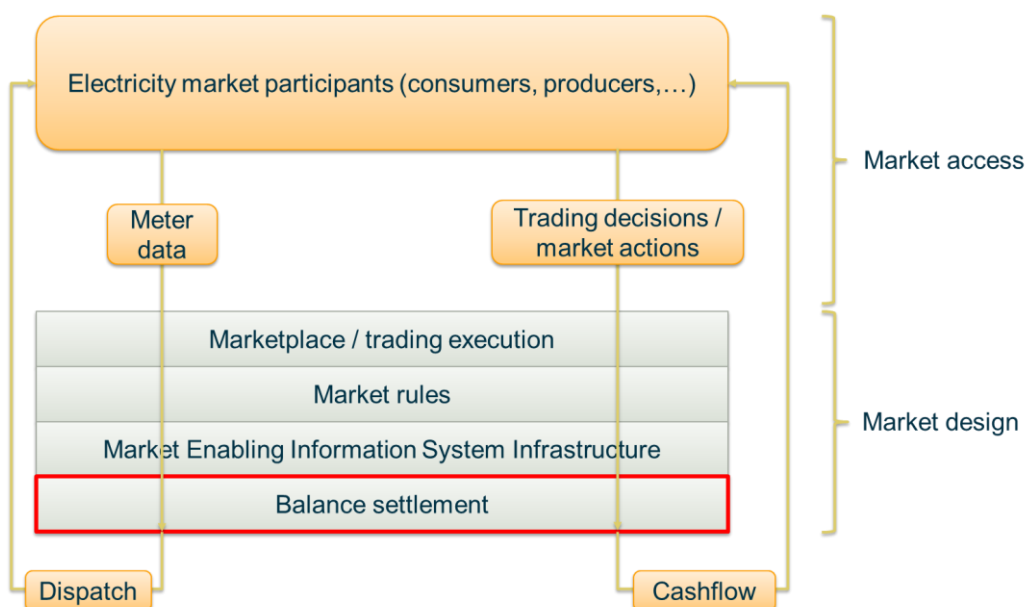 Electricity market participants (consumers, producers,…)
Market access
Meter
data
Trading decisions /
market actions
Marketplace / trading execution
Market rules
Market design
Market Enabling Information System Infrastructure
Balance settlement
Dispatch
Cashflow